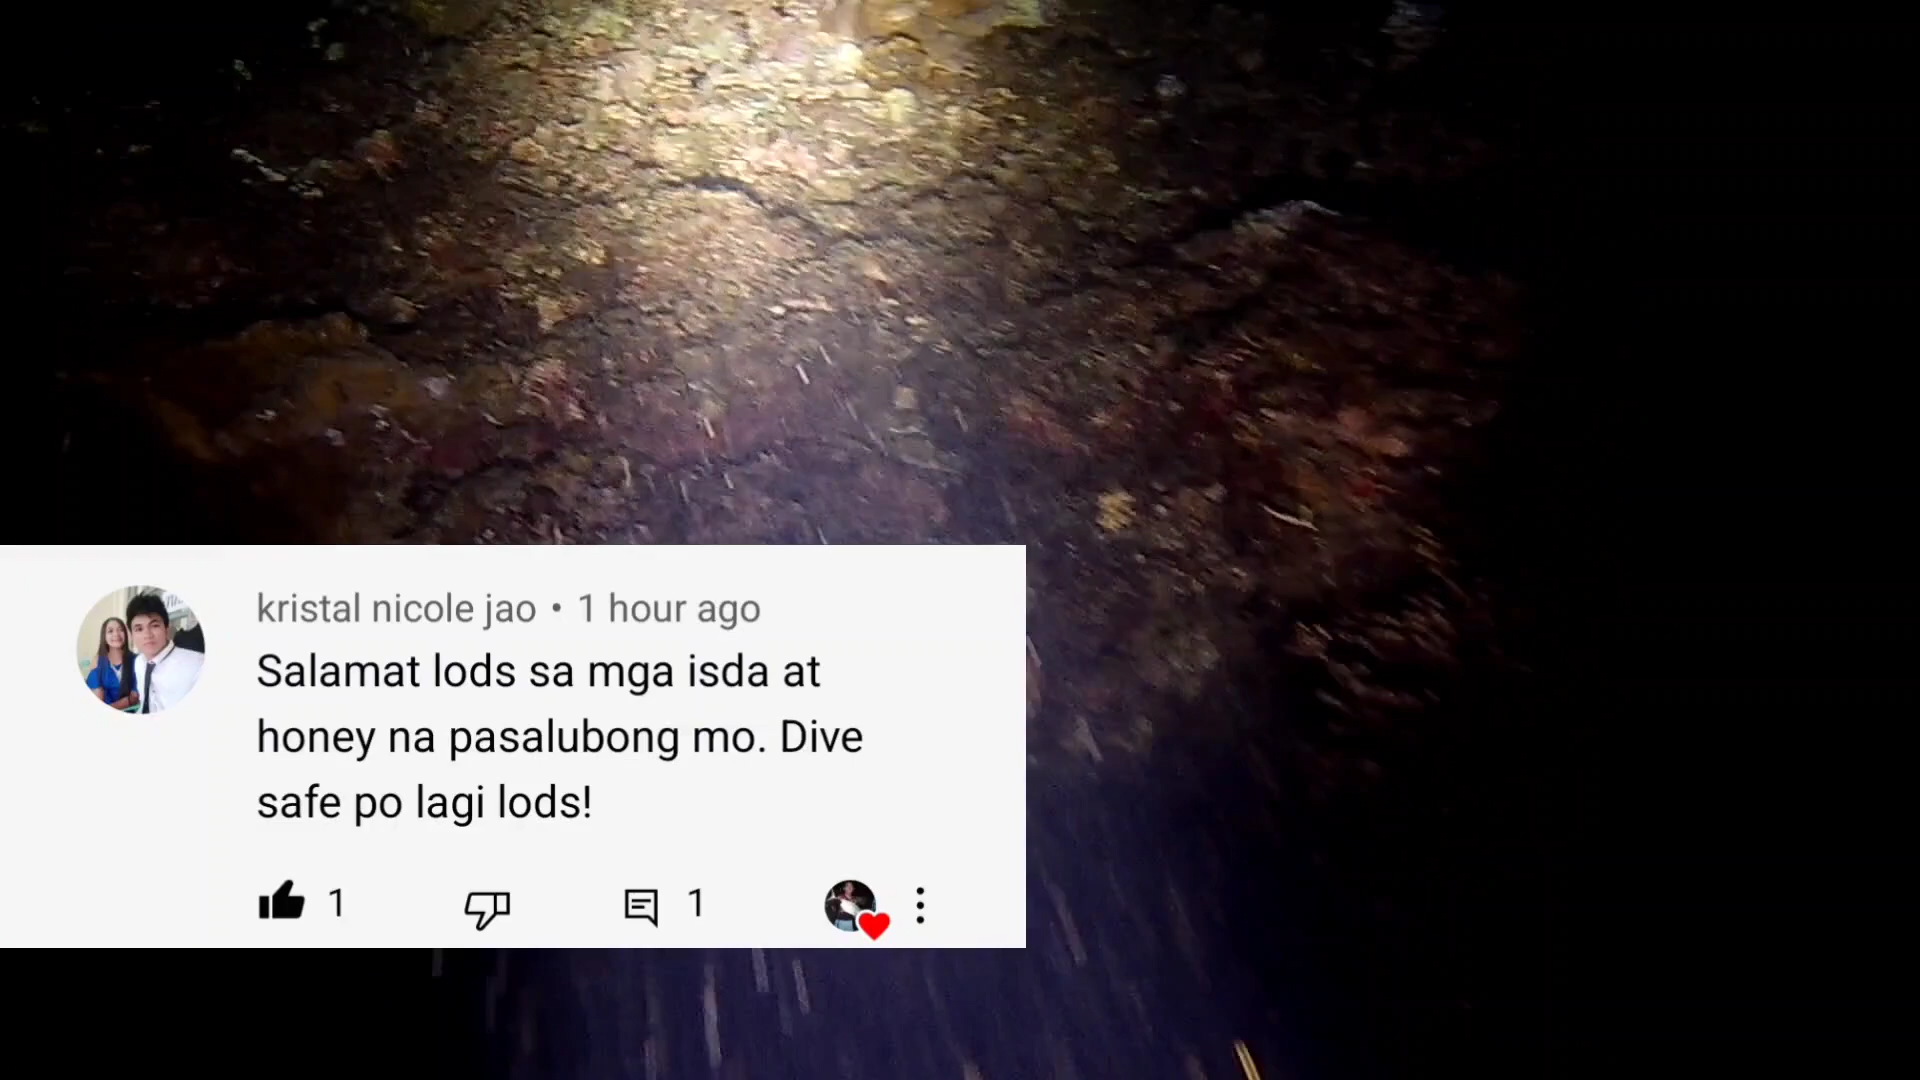 kristal nicole jao • 1 hour ago
Salamat lods sa mga isda at
honey na pasalubong mo. Dive
safe po lagi lods!
1 1